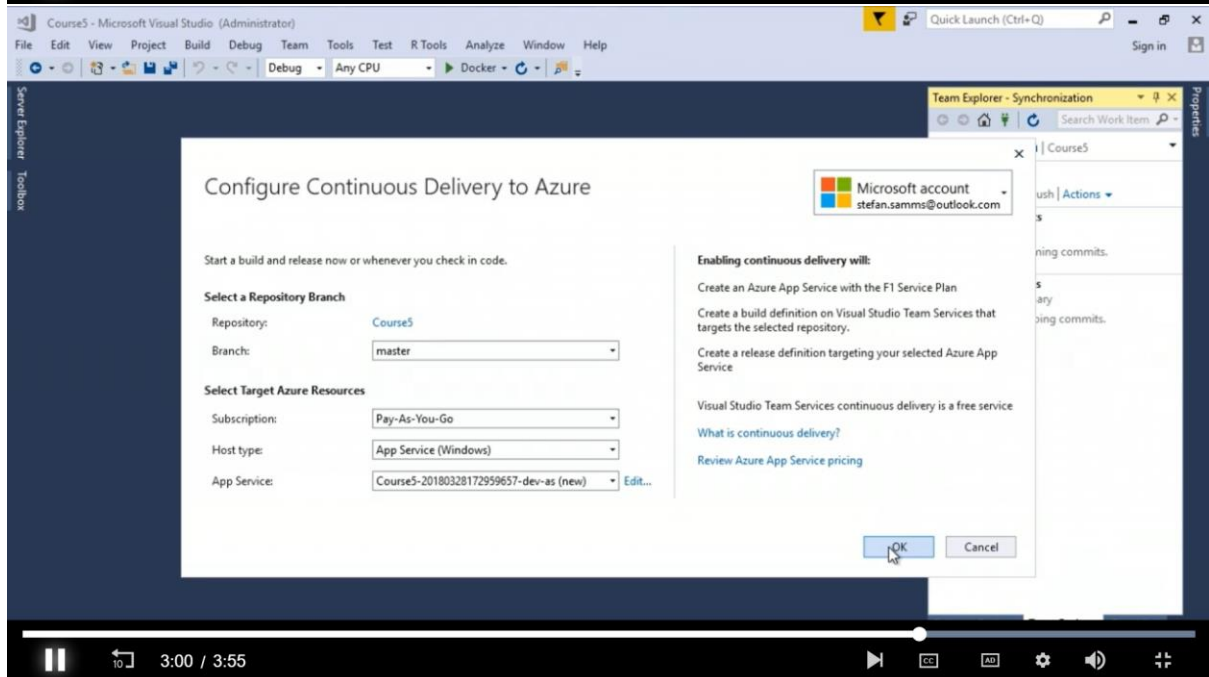 Course5 - Microsoft Visual Studio (Administrator)
Quick Launch (Ctrl+Q)
File Edit View Project Build Debug Team Tools Test R Tools Analyze Window Help
Sign in
Debug Any CPU Docker
Server Explorer
Toolbox
Team Explorer - Synchronization
Search Work Item
Properties
Course5
ush | Actions
s
ning commits.
s
ary
oing commits.
Configure Continuous Delivery to Azure
Microsoft account
stefan.samms@outlook.com
Start a build and release now or whenever you check in code.
Select a Repository Branch
Repository: Course5
Branch: master
Select Target Azure Resources
Subscription: Pay-As-You-Go
Host type: App Service (Windows)
App Service: Course5-20180328172959657-dev-as (new) Edit...
Enabling continuous delivery will:
Create an Azure App Service with the F1 Service Plan
Create a build definition on Visual Studio Team Services that
targets the selected repository.
Create a release definition targeting your selected Azure App
Service
Visual Studio Team Services continuous delivery is a free service
What is continuous delivery?
Review Azure App Service pricing
OK Cancel
10 3:00 / 3:55
CC AD